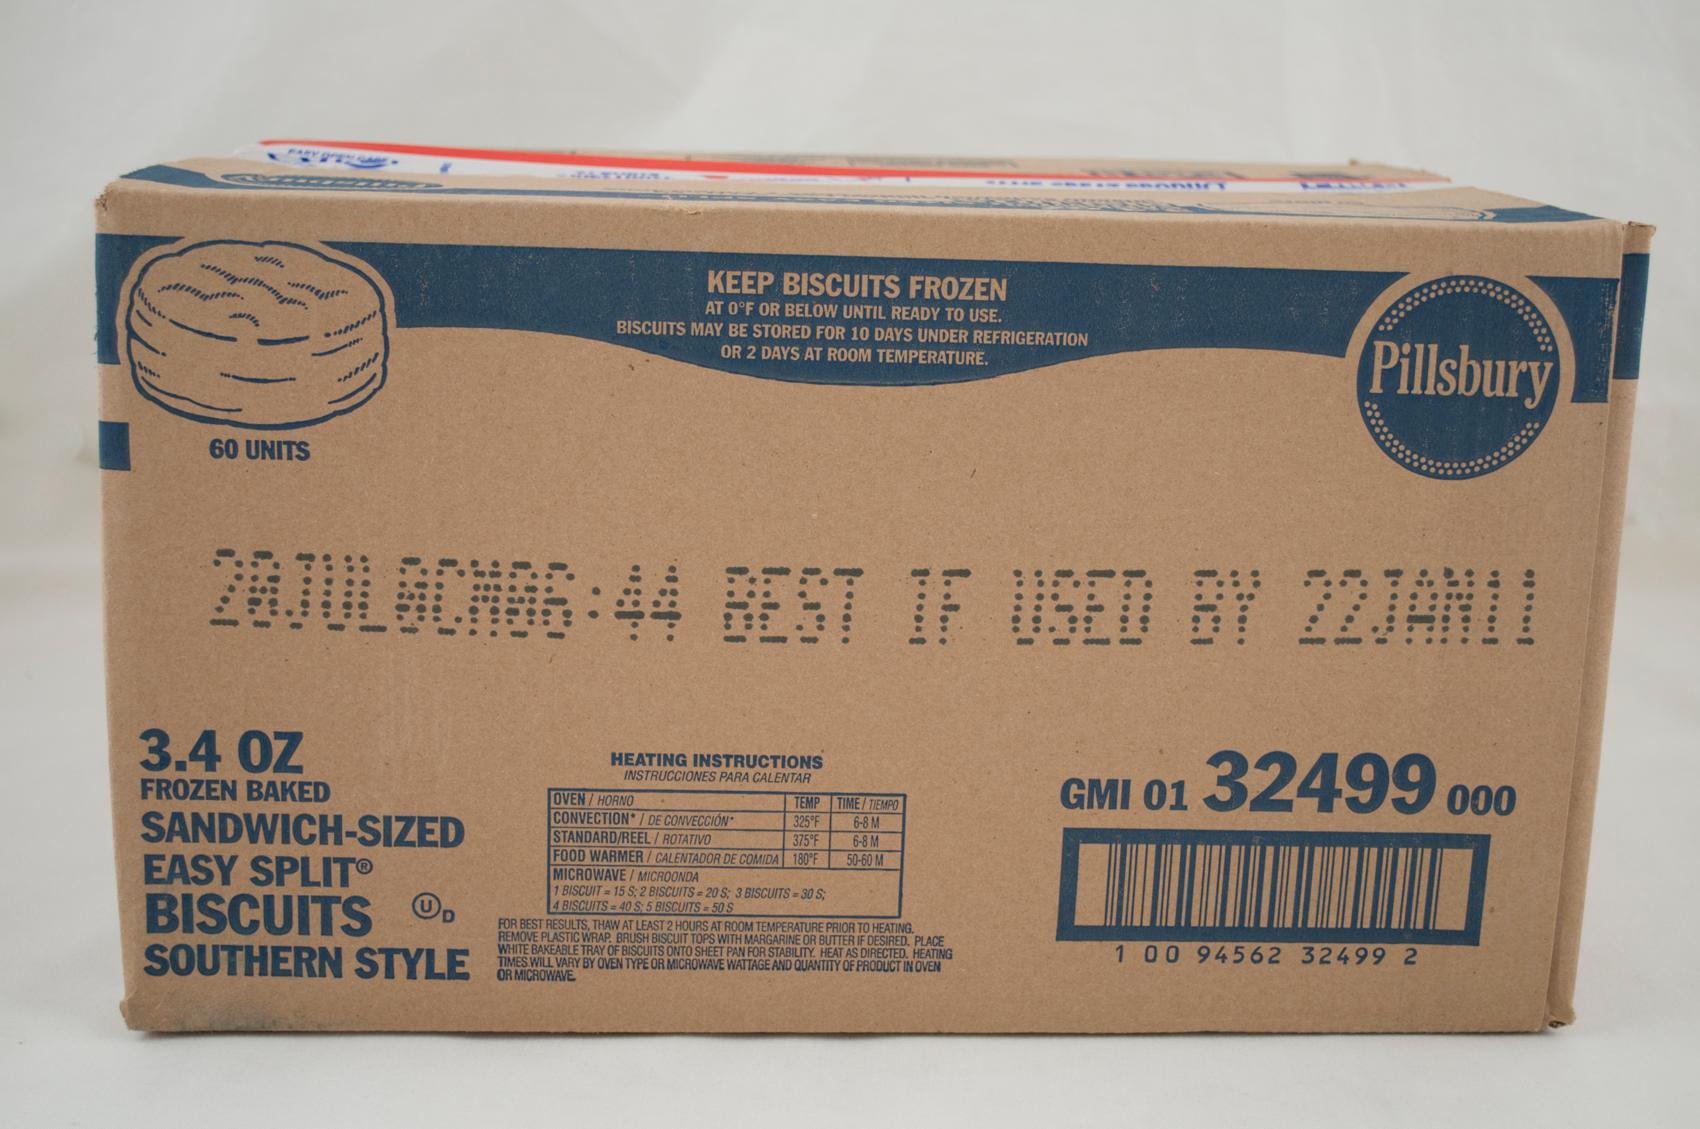 EASY OPEN CASE
KEEP BISCUITS FROZEN
AT 0°F OR BELOW UNTIL READY TO USE.
BISCUITS MAY BE STORED FOR 10 DAYS UNDER REFRIGERATION
OR 2 DAYS AT ROOM TEMPERATURE.
Pillsbury
60 UNITS
BEST IF USED BY 22JAN11
3.4 OZ
FROZEN BAKED
SANDWICH-SIZED
EASY SPLIT®
BISCUITS
U D
SOUTHERN STYLE
HEATING INSTRUCTIONS
INSTRUCCIONES PARA CALENTAR
OVEN / HORNO TEMP TIME / TIEMPO
CONVECTION* / DE CONVECCIÓN* 325°F 6-8 M
STANDARD/REEL / ROTATIVO 375°F 6-8 M
FOOD WARMER / CALENTADOR DE COMIDA 180°F 50-60 M
MICROWAVE / MICROONDA
1 BISCUIT = 15 S; 2 BISCUITS = 20 S; 3 BISCUITS = 30 S;
4 BISCUITS = 40 S; 5 BISCUITS = 50 S
FOR BEST RESULTS, THAW AT LEAST 2 HOURS AT ROOM TEMPERATURE PRIOR TO HEATING.
REMOVE PLASTIC WRAP. BRUSH BISCUIT TOPS WITH MARGARINE OR BUTTER IF DESIRED. PLACE
WHITE BAKEABLE TRAY OF BISCUITS ONTO SHEET PAN FOR STABILITY. HEAT AS DIRECTED. HEATING
TIMES WILL VARY BY OVEN TYPE OR MICROWAVE WATTAGE AND QUANTITY OF PRODUCT IN OVEN
OR MICROWAVE.
GMI 01 32499 000
1 00 94562 32499 2